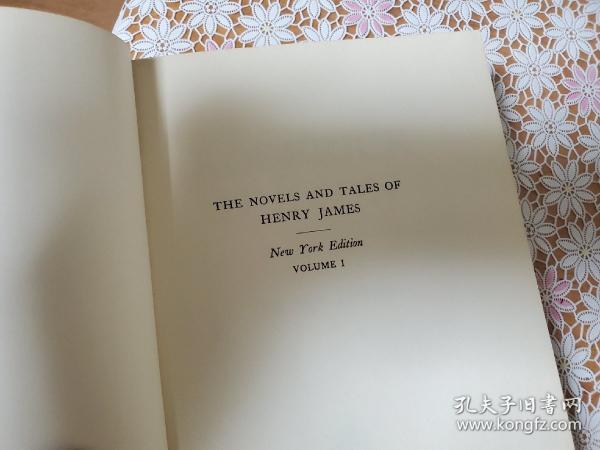 THE NOVELS AND TALES OF
HENRY JAMES
New York Edition
VOLUME 1
孔夫子旧书网
www.kongfz.com